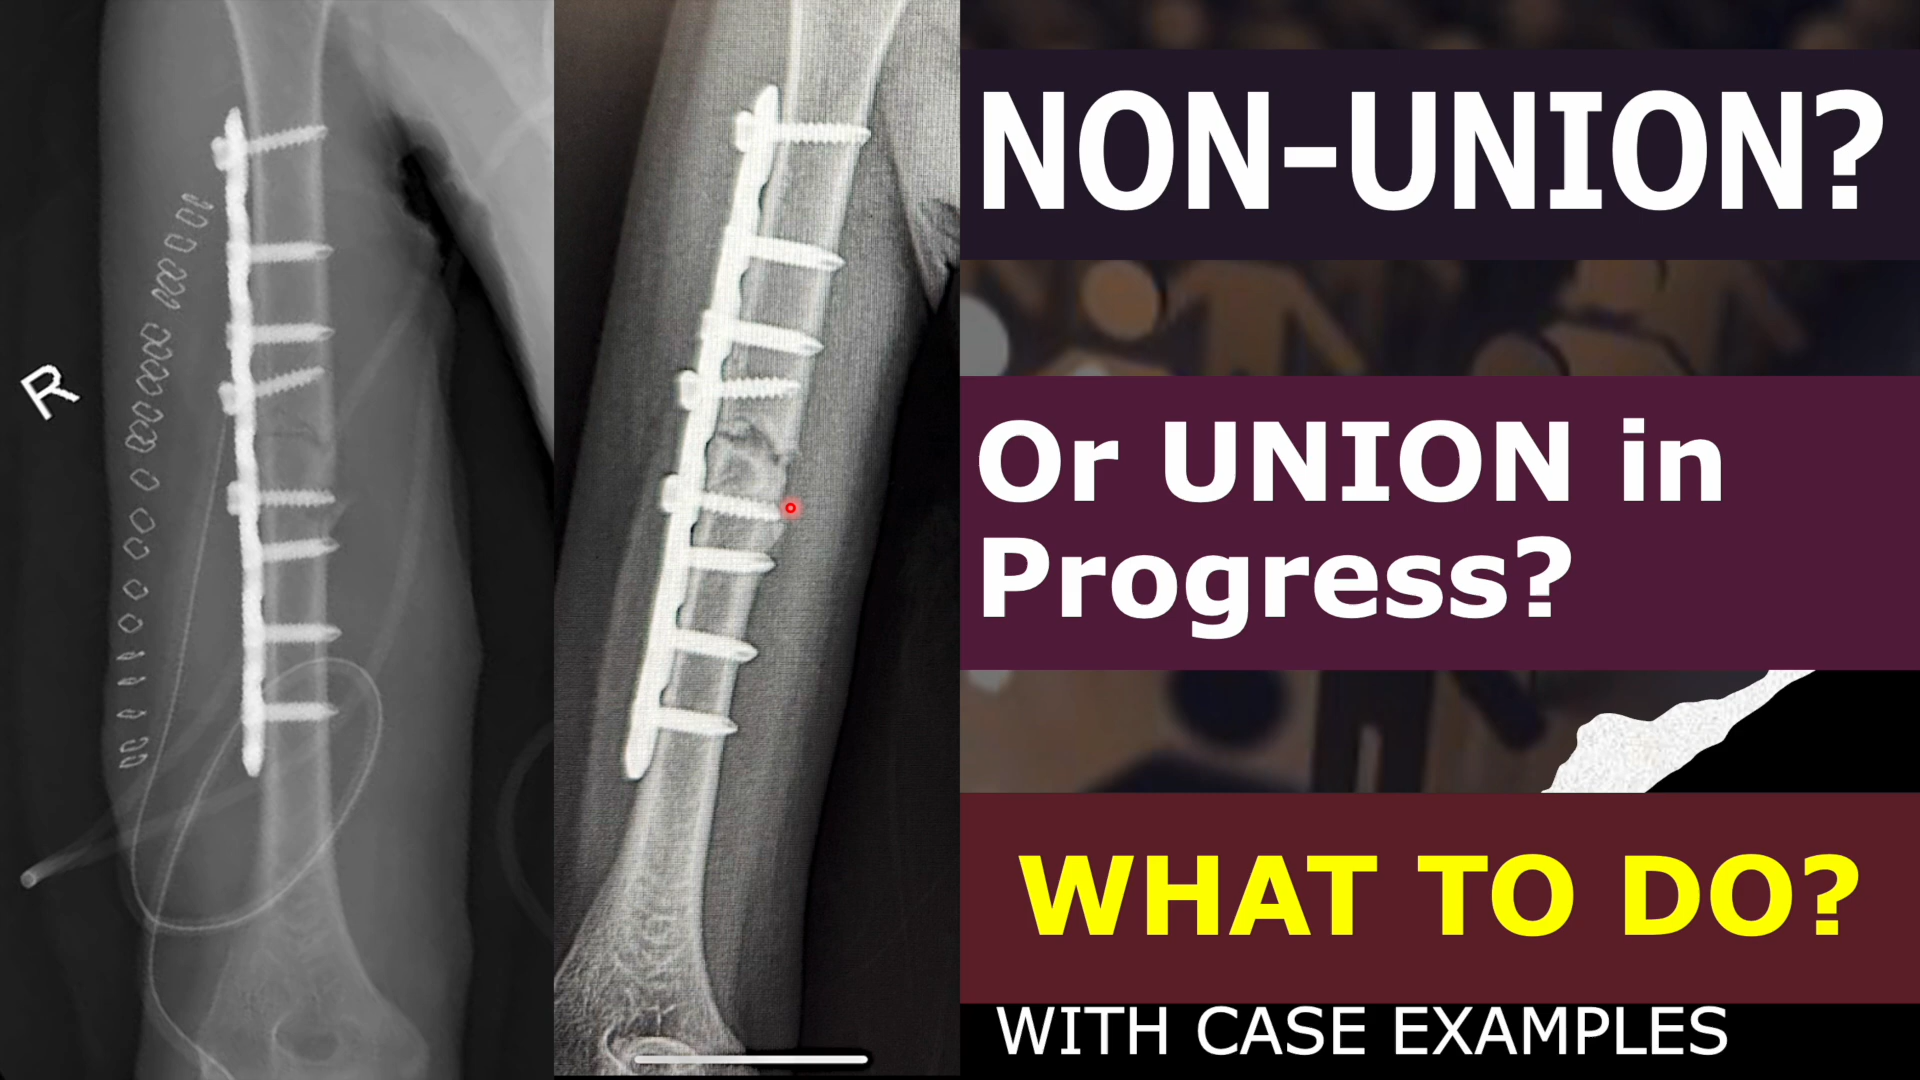 R
NON-UNION?
Or UNION in
Progress?
WHAT TO DO?
WITH CASE EXAMPLES